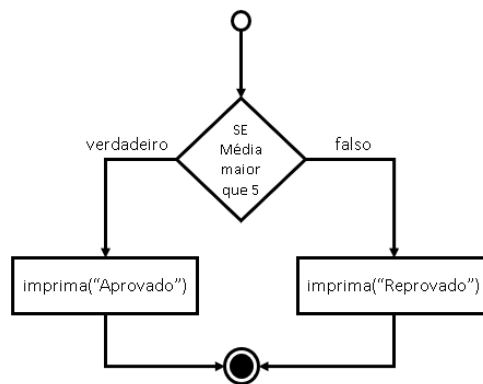 SE
Média
maior
que 5
verdadeiro
falso
imprima(“Aprovado”)
imprima(“Reprovado”)